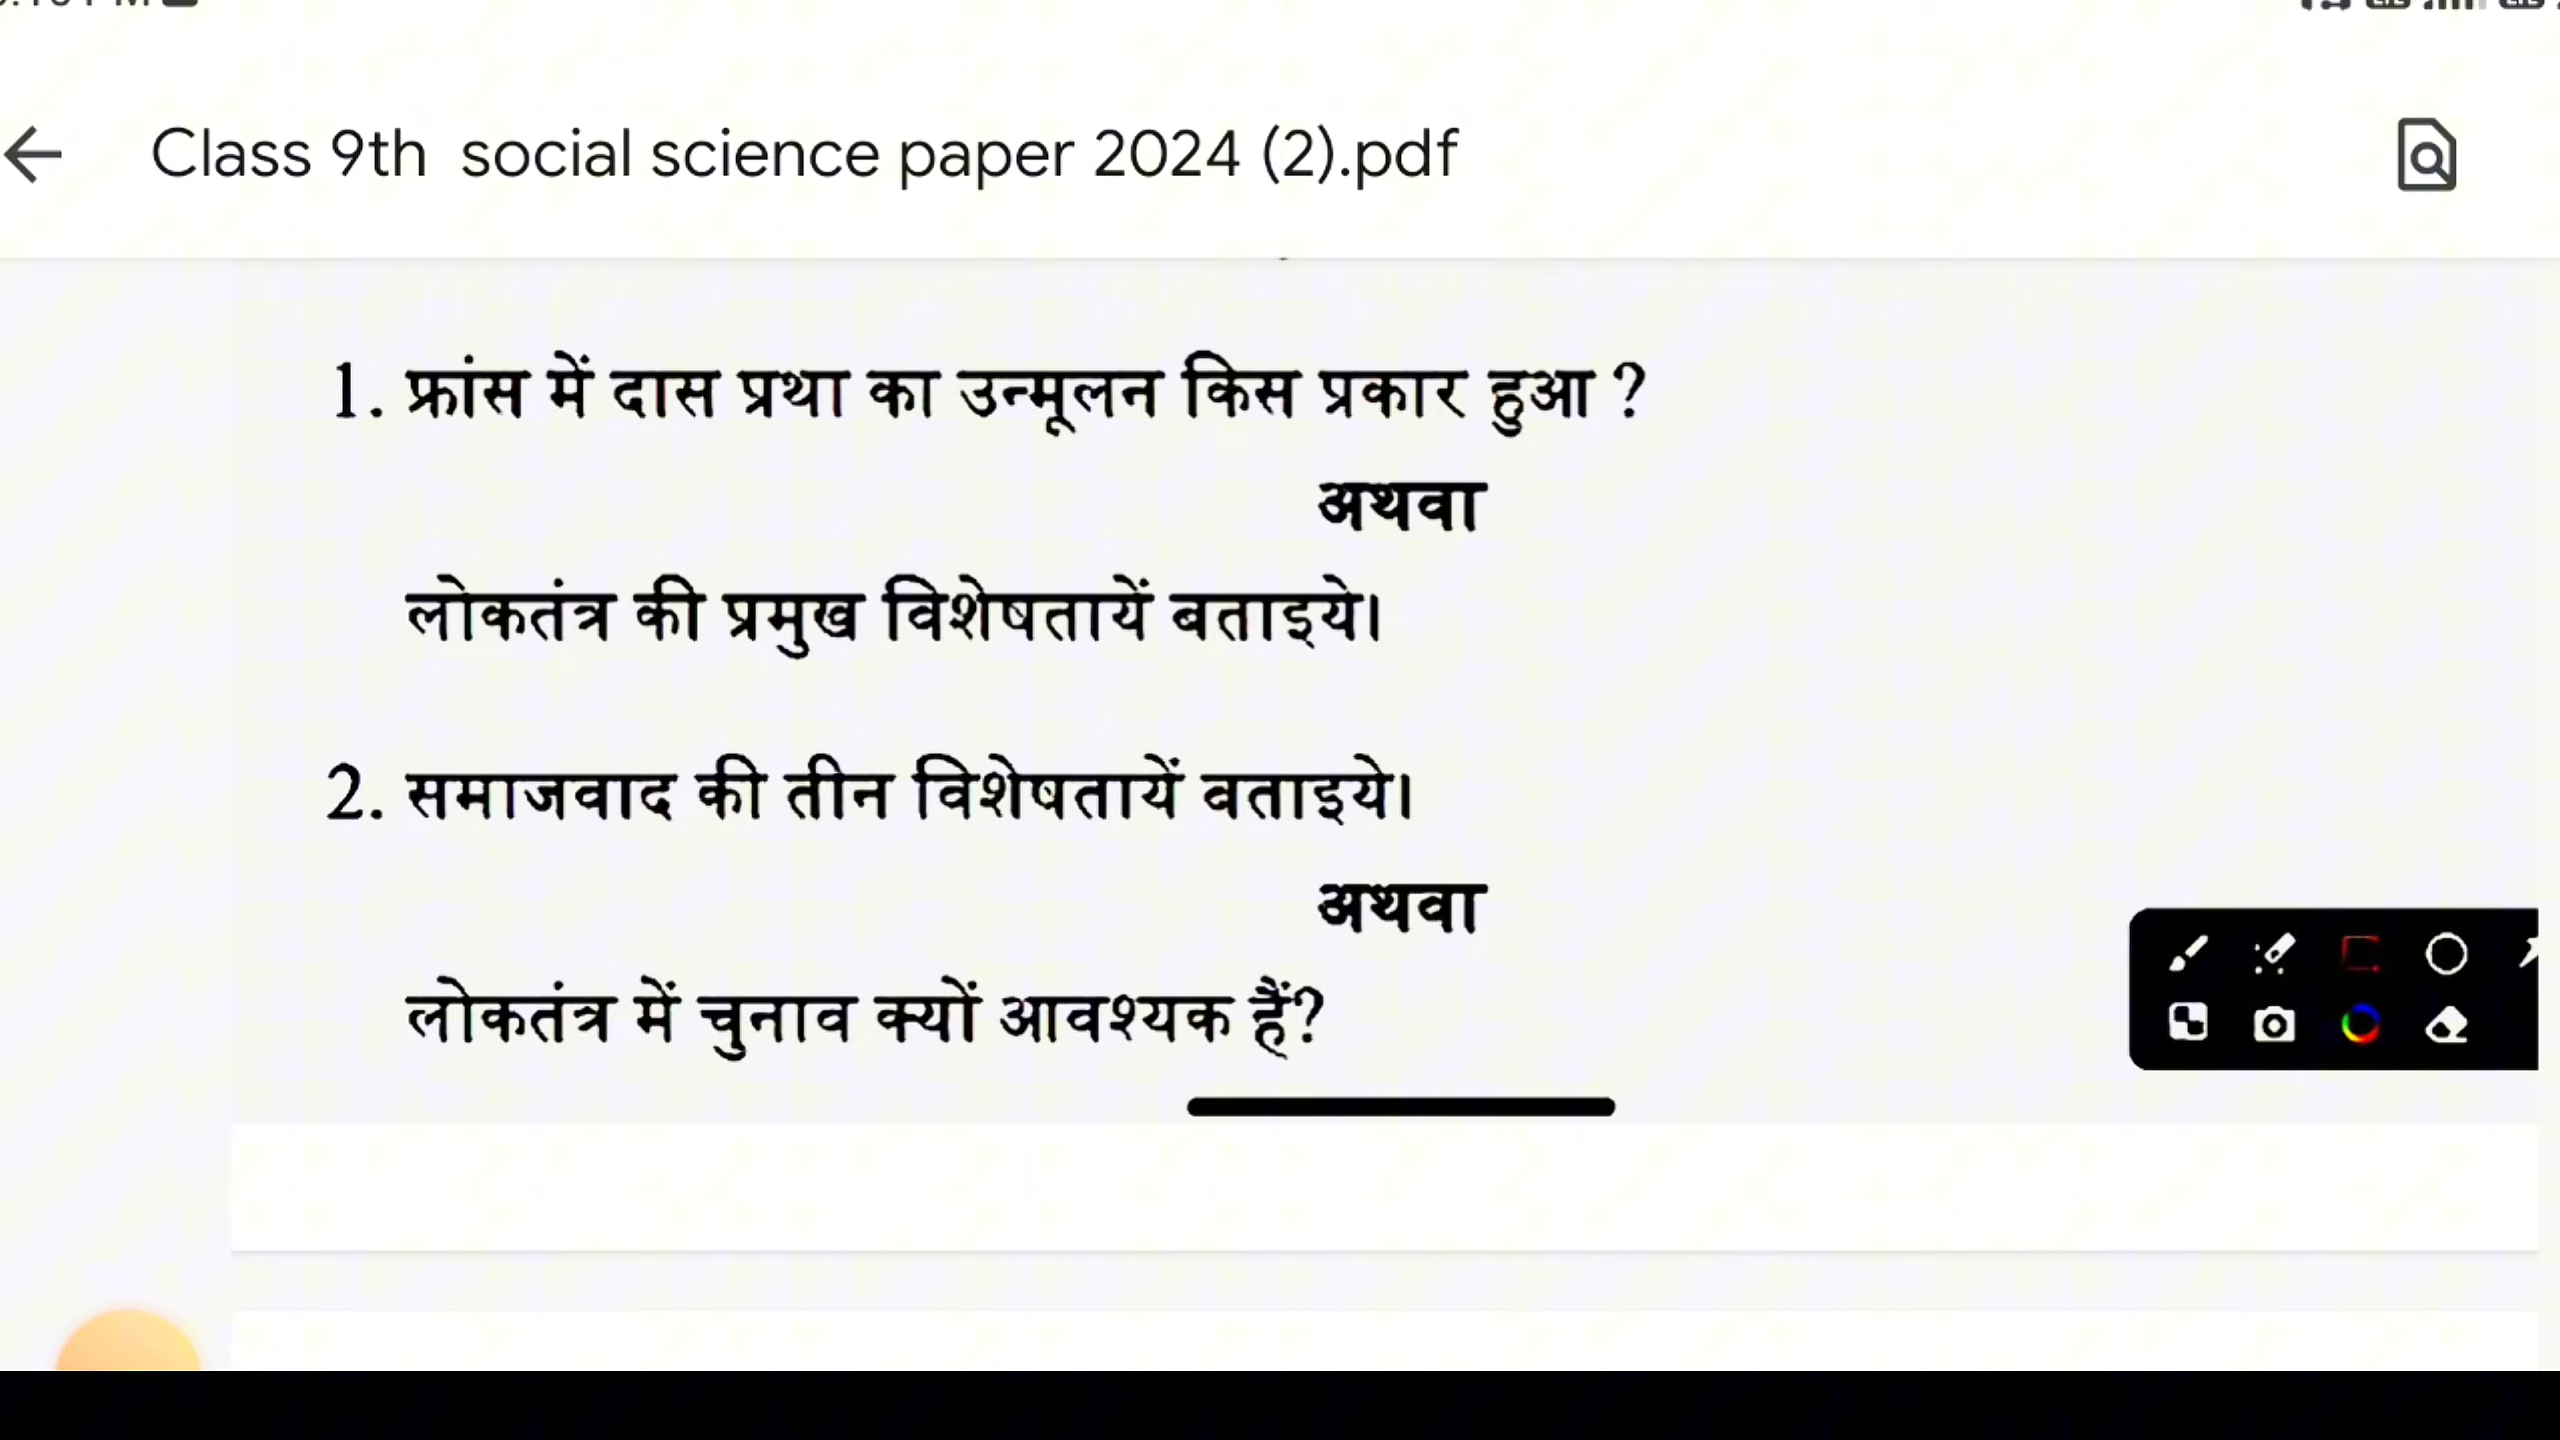 Class 9th social science paper 2024 (2).pdf
1. फ्रांस में दास प्रथा का उन्मूलन किस प्रकार हुआ ?
अथवा
लोकतंत्र की प्रमुख विशेषतायें बताइये।
2. समाजवाद की तीन विशेषतायें वताइये।
अथवा
लोकतंत्र में चुनाव क्यों आवश्यक हैं?